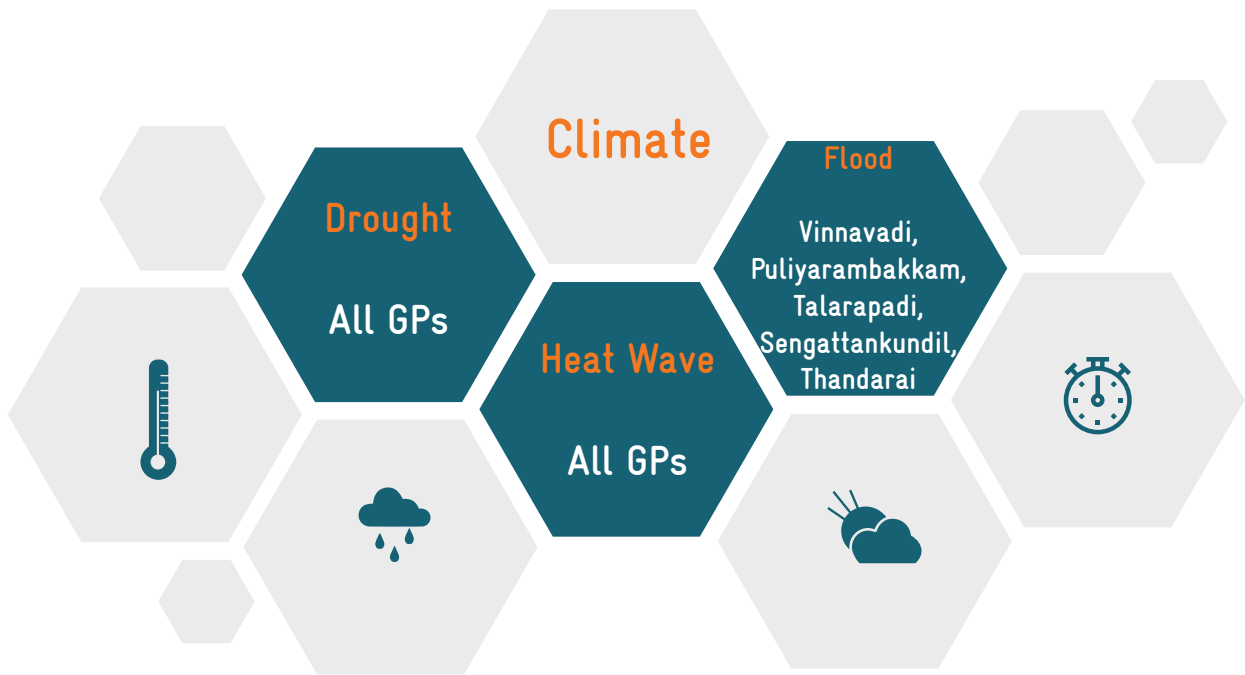 Climate
Drought
All GPs
Heat Wave
All GPs
Flood
Vinnavadi,
Puliyarambakkam,
Talarapadi,
Sengattankundil,
Thandarai